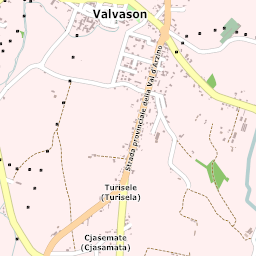 Valvason
Strada provinciale della Val d'Arzino
Turisele
(Turisela)
Cjasemate
(Cjasamata)